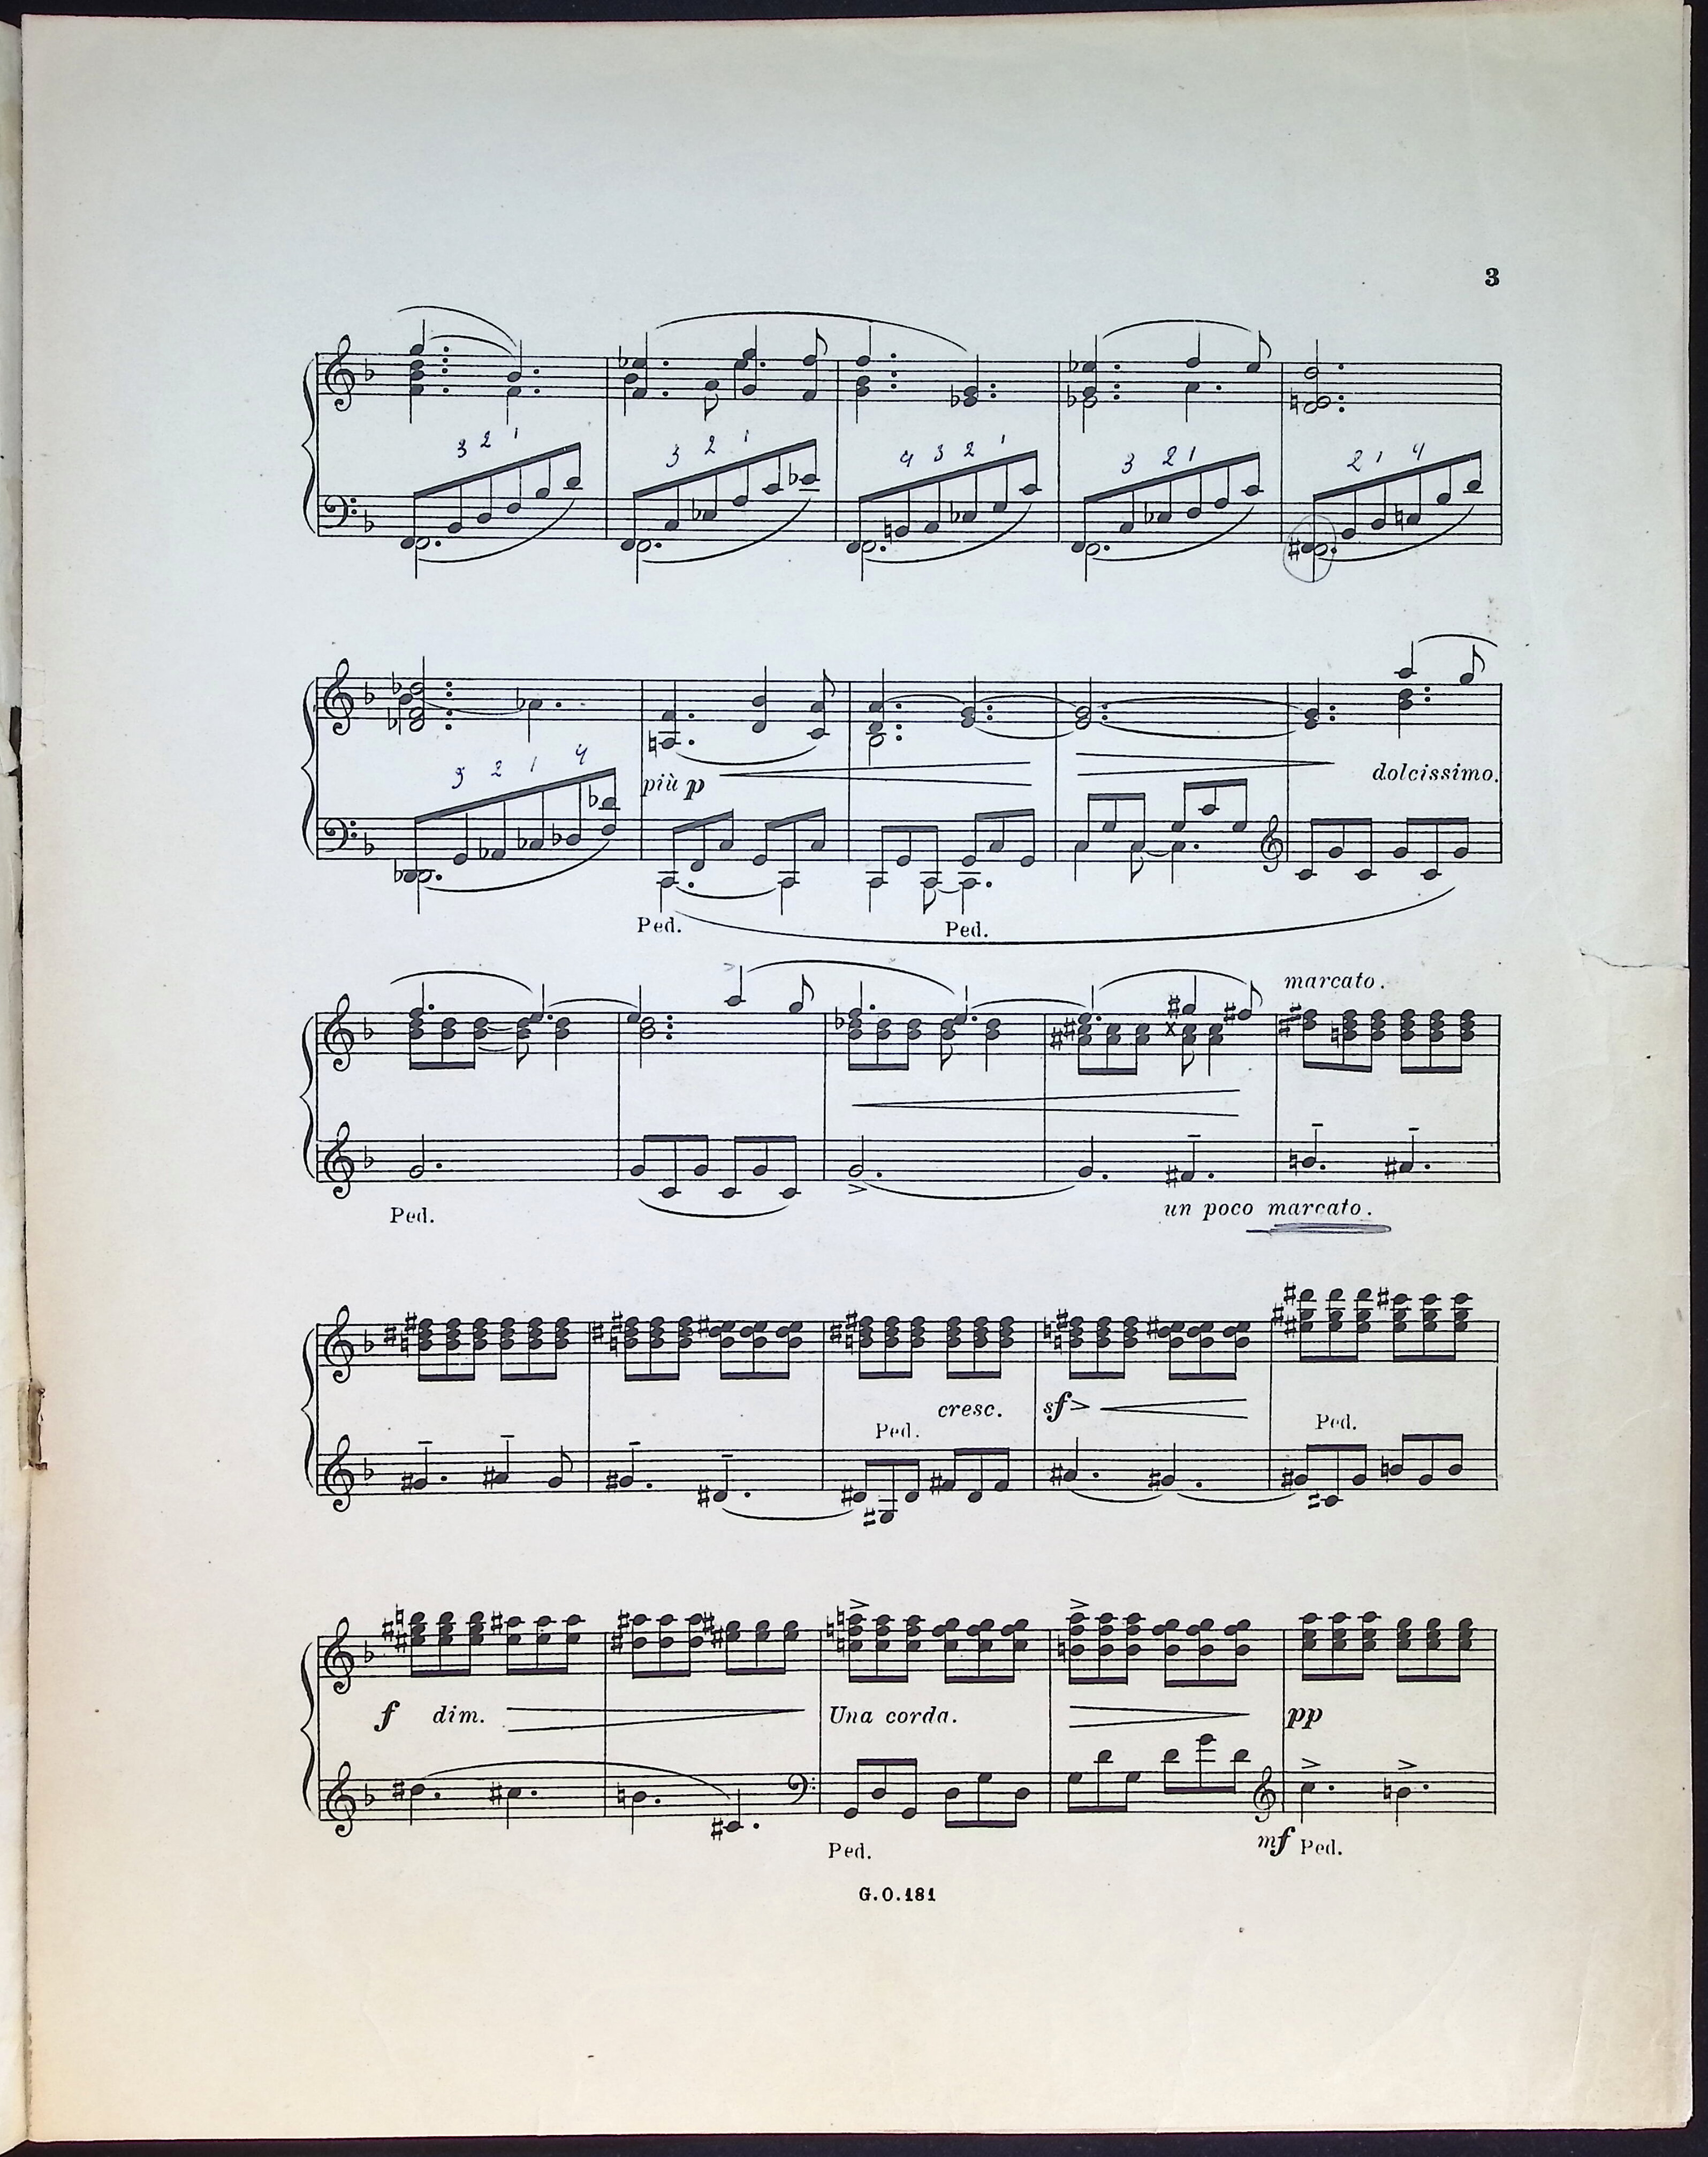 3
3 2 1
3 2 1
4 3 2 1
3 2 1
2 1 4
3 2 1 4
più p
dolcissimo.
Ped.
Ped.
marcato.
Ped.
un poco marcato.
cresc.
sf
Ped.
Ped.
f dim.
Una corda.
pp
Ped.
mf Ped.
G.O.181